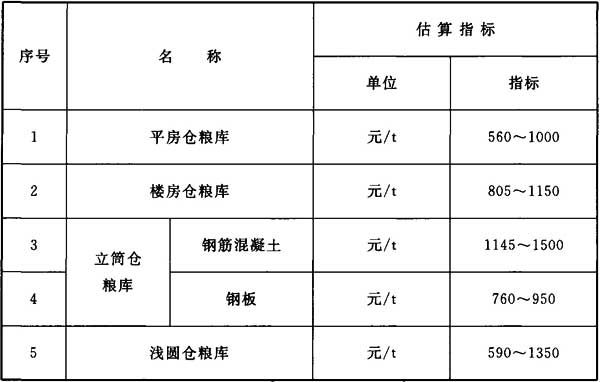 序号 名 称 估算指标
单位 指标
1 平房仓粮库 元/t 560～1000
2 楼房仓粮库 元/t 805～1150
3 立筒仓粮库 钢筋混凝土 元/t 1145～1500
4 钢板 元/t 760～950
5 浅圆仓粮库 元/t 590～1350